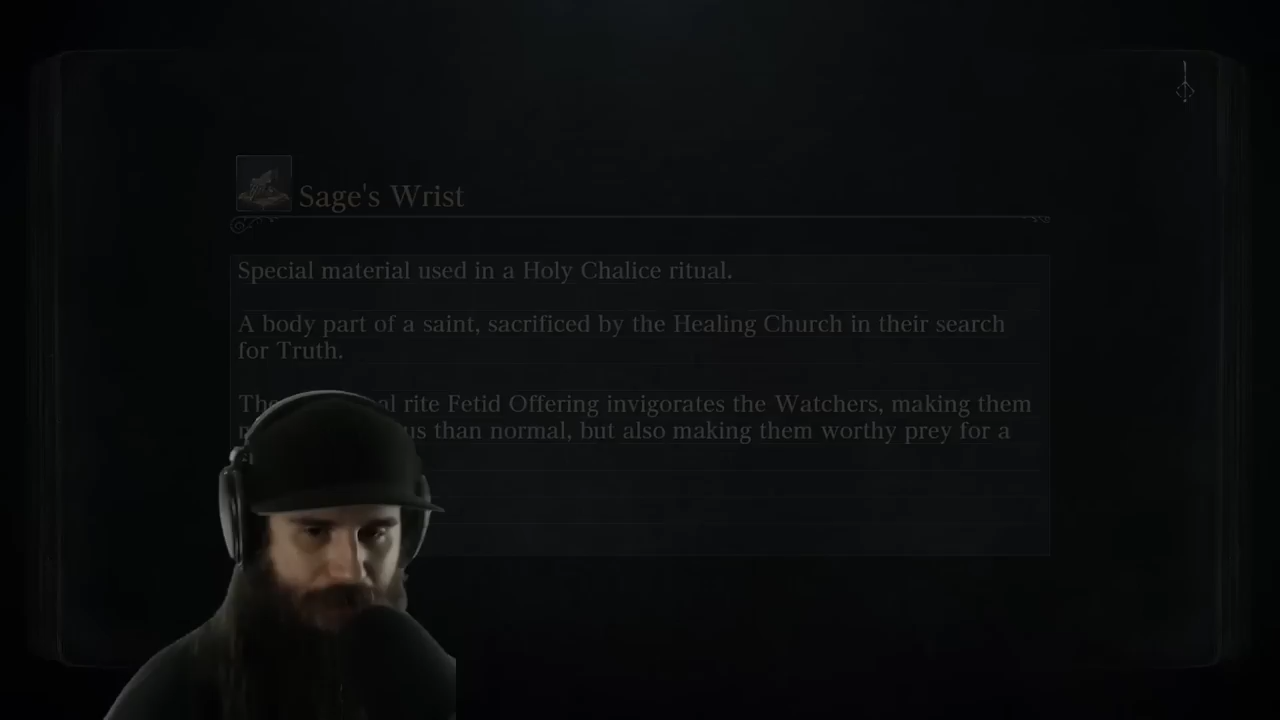 Sage's Wrist
Special material used in a Holy Chalice ritual.
A body part of a saint, sacrificed by the Healing Church in their search
for Truth.
The rite Fetid Offering invigorates the Watchers, making them
than normal, but also making them worthy prey for a